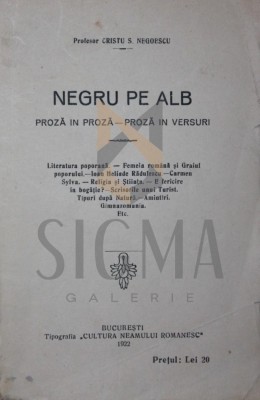 Profesor CRISTU S. NEGOESCU
NEGRU PE ALB
PROZĂ IN PROZĂ—PROZĂ IN VERSURI
Literatura poporană. — Femeia română și Graiul
poporului.—Ioan Heliade Rădulescu —Carmen
Sylva. — Religia și Știința. — E fericire
în bogăție?—Scrisorile unui Turist.
Tipuri după Natură.—Amintiri.
Gimnasomania.
Etc.
SIGMA
GALERIE
BUCUREȘTI
Tipografia „CULTURA NEAMULUI ROMANESC"
1922
Prețul: Lei 20